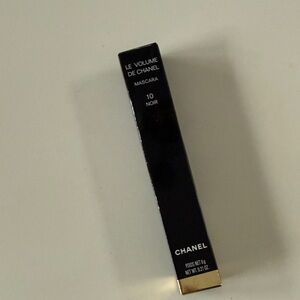 LE VOLUME
DE CHANEL
MASCARA
10
NOIR
CHANEL
POIDS NET 6g
NET WT. 0.21 OZ.